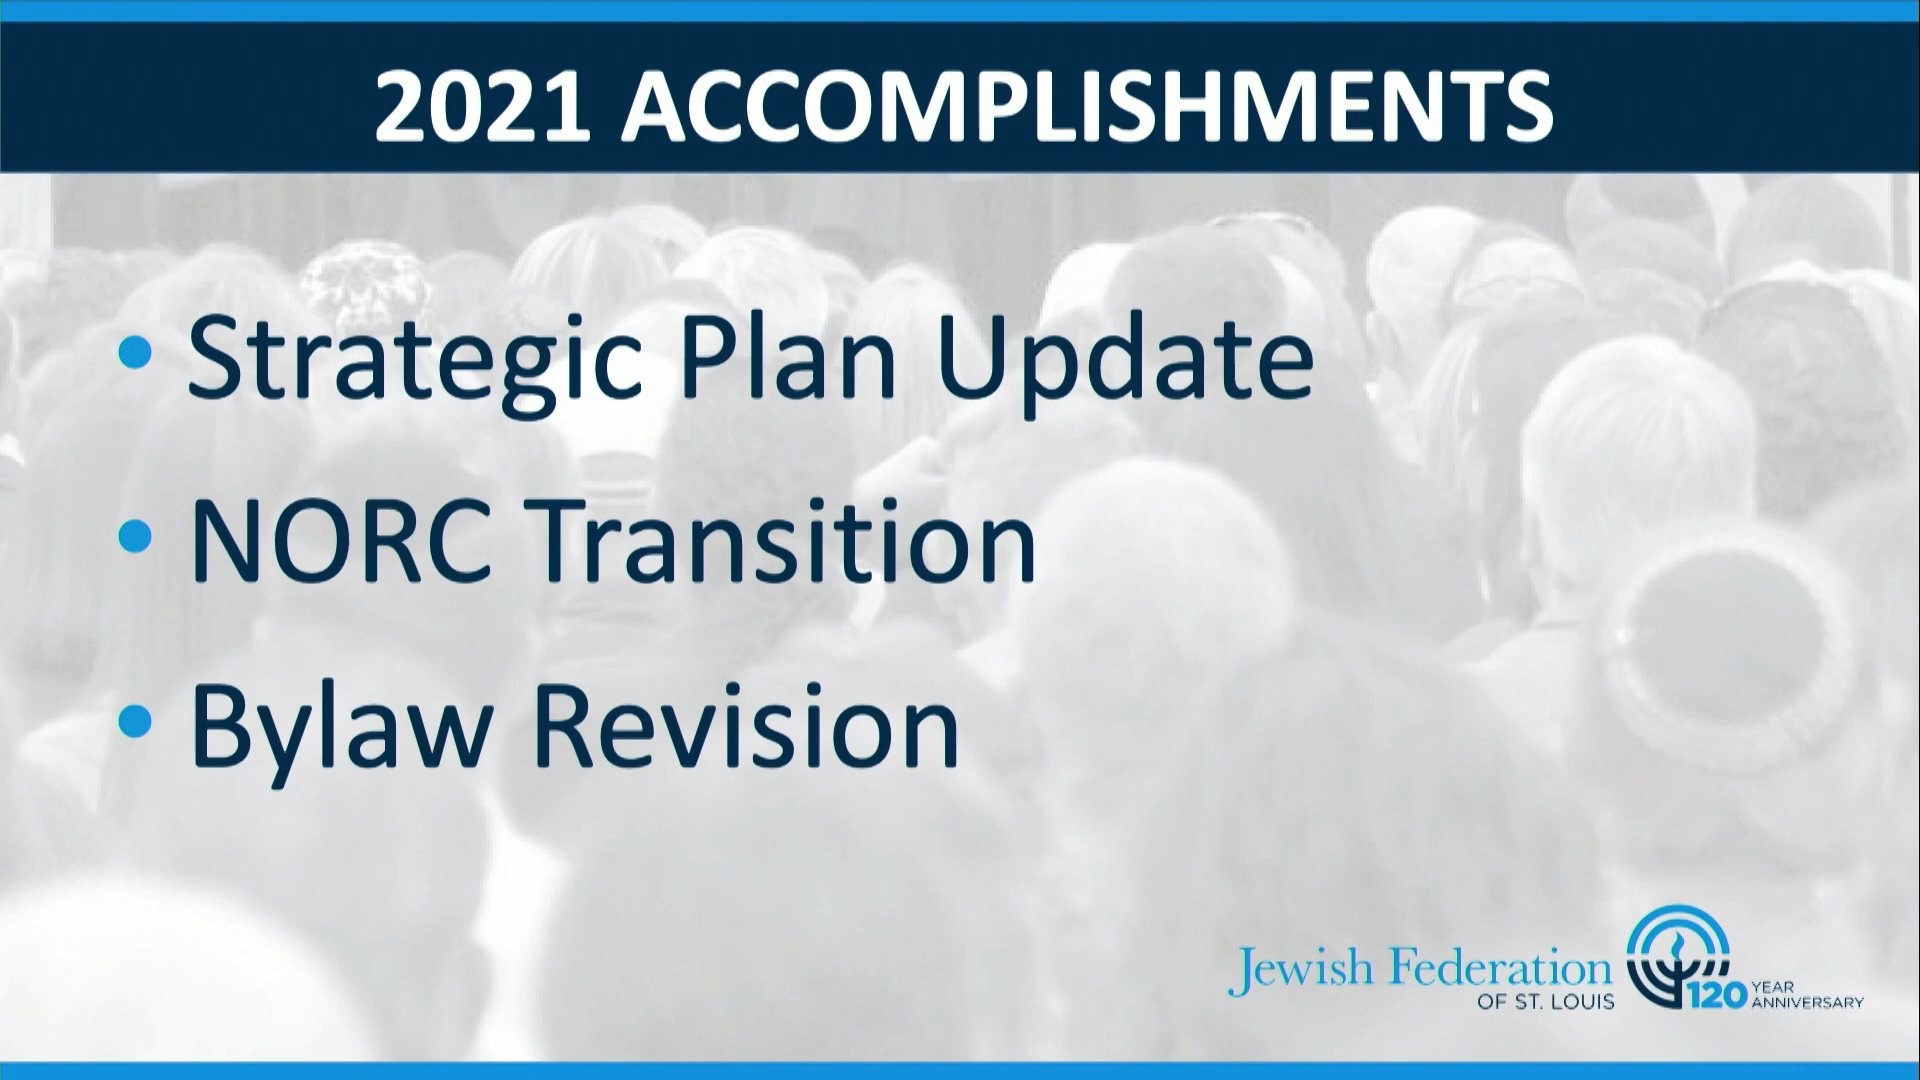 2021 ACCOMPLISHMENTS
• Strategic Plan Update
• NORC Transition
• Bylaw Revision
Jewish Federation
OF ST. LOUIS
120 YEAR
ANNIVERSARY